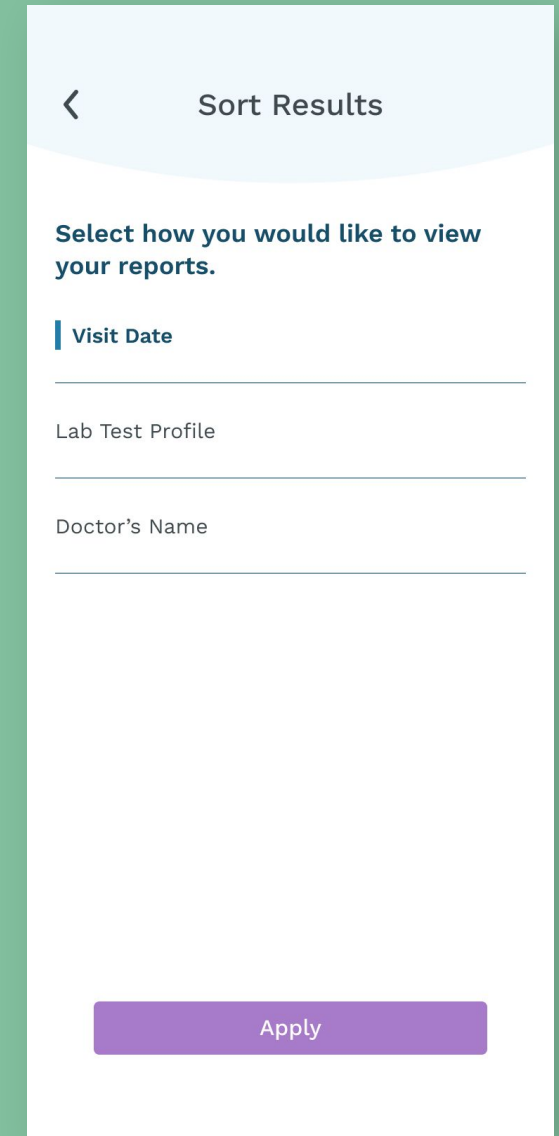 Sort Results
Select how you would like to view
your reports.
Visit Date
Lab Test Profile
Doctor’s Name
Apply